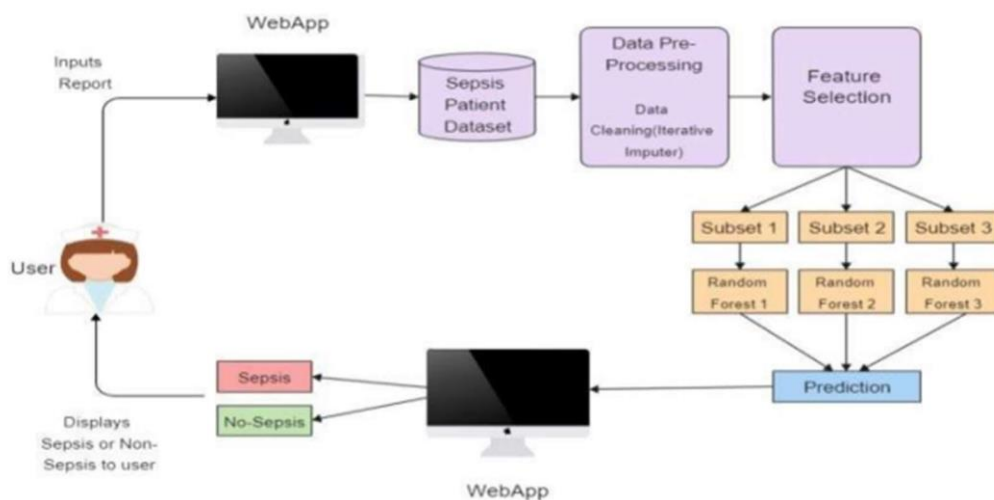 WebApp
Inputs
Report
Sepsis
Patient
Dataset
Data Pre-
Processing
Data
Cleaning(Iterative
Imputer)
Feature
Selection
Subset 1
Subset 2
Subset 3
Random
Forest 1
Random
Forest 2
Random
Forest 3
User
Prediction
Sepsis
No-Sepsis
Displays
Sepsis or Non-
Sepsis to user
WebApp